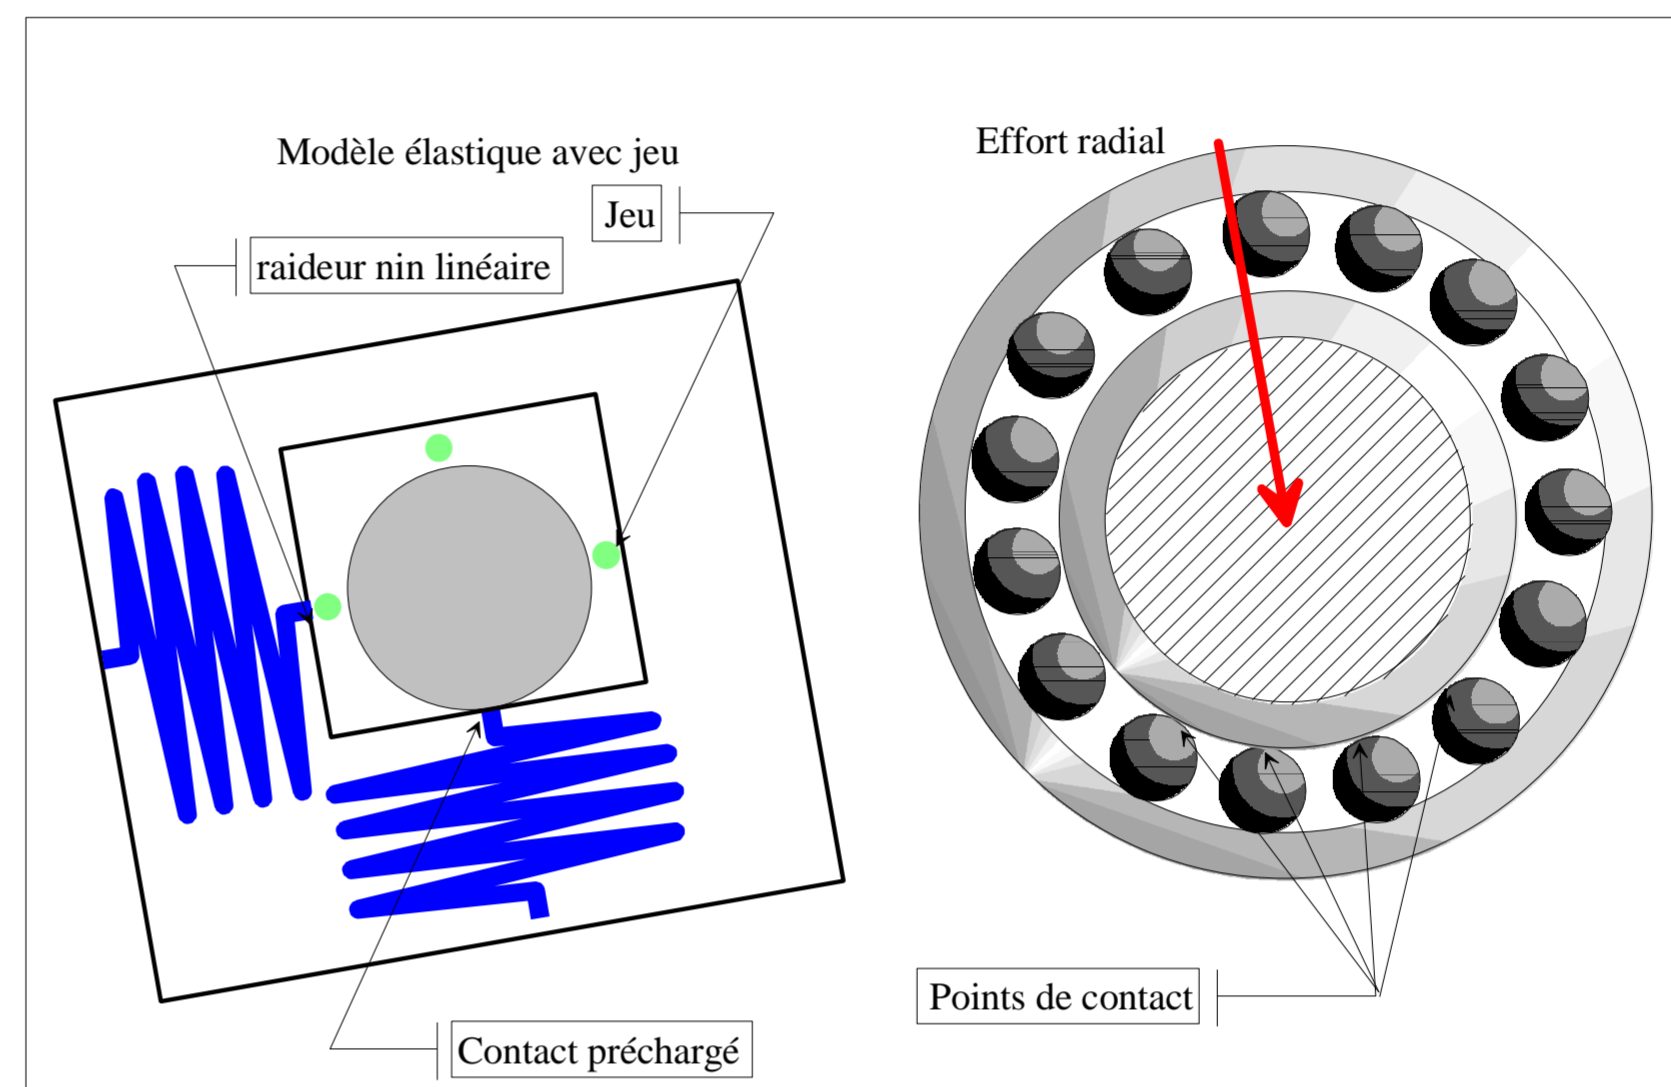 Modèle élastique avec jeu
Jeu
raideur nin linéaire
Contact préchargé
Effort radial
Points de contact